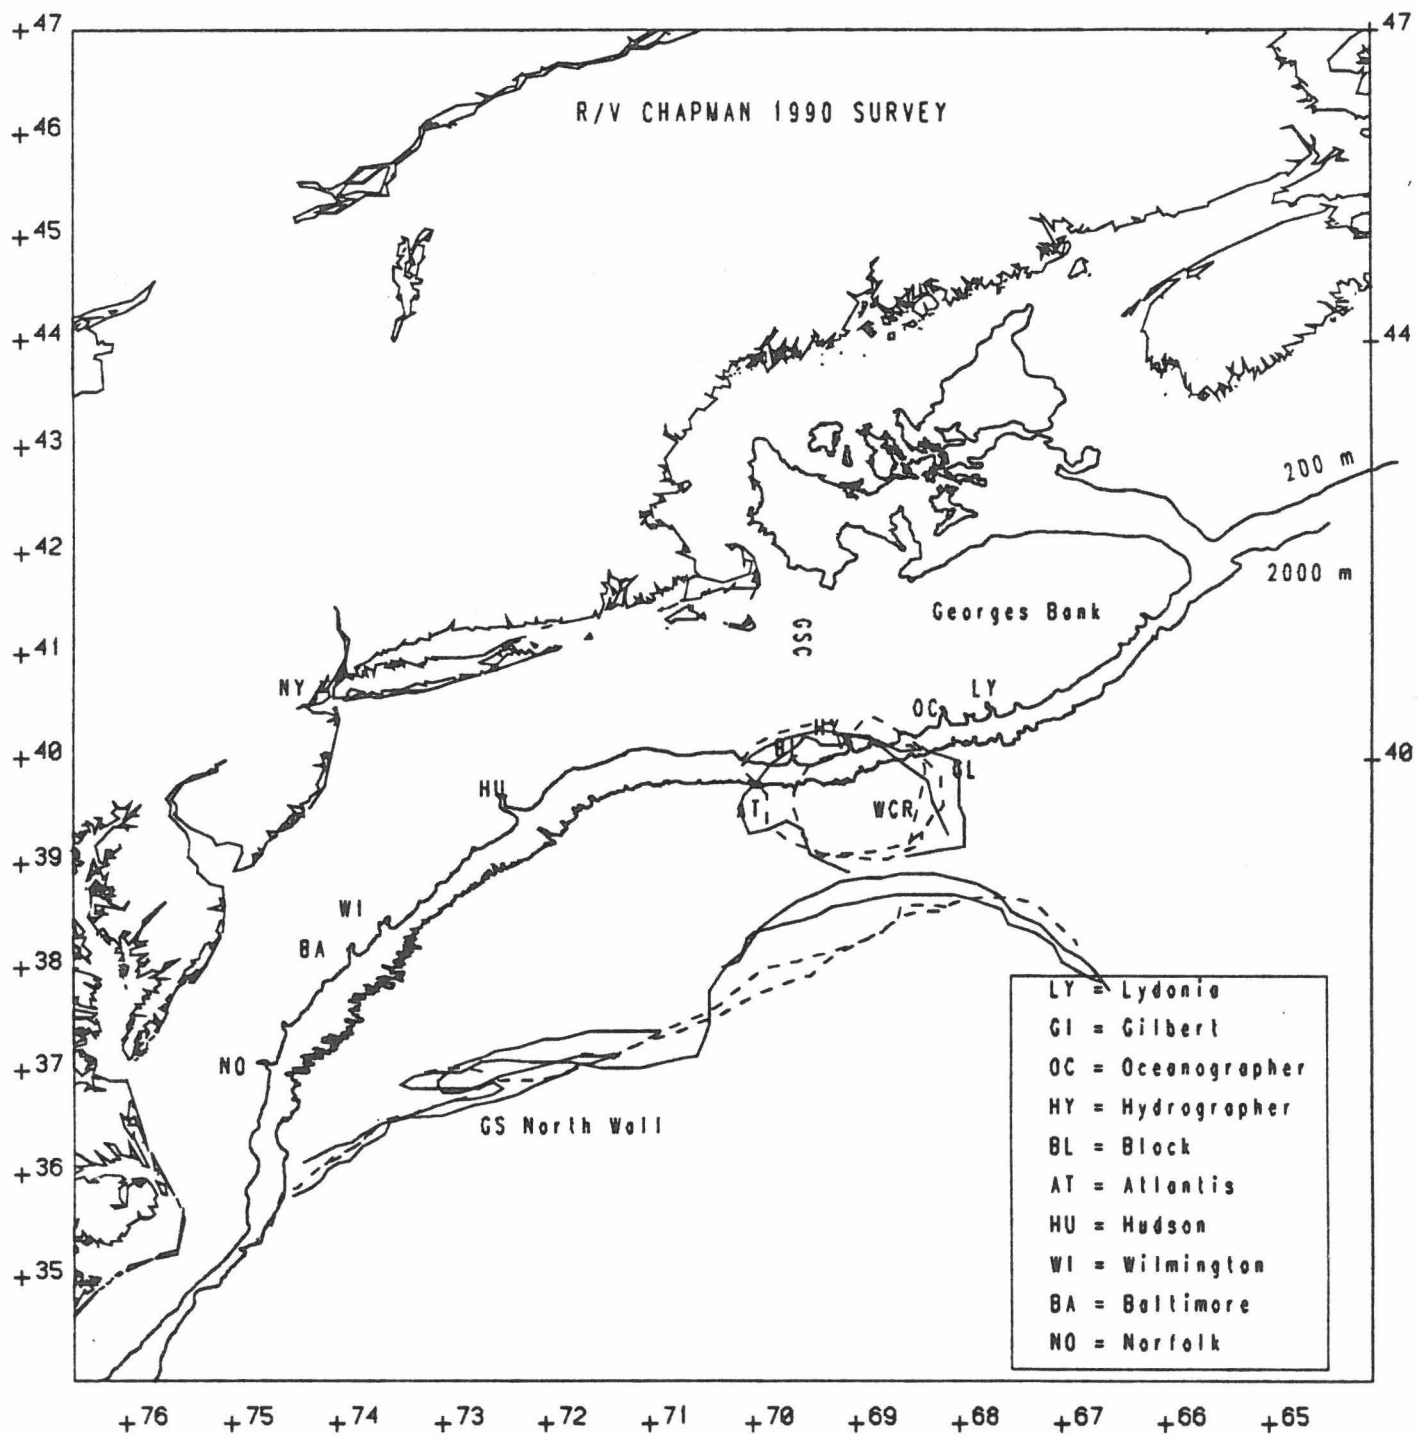 +47
+47
R/V CHAPMAN 1990 SURVEY
+46
+45
+44
+44
+43
200 m
+42
2000 m
Georges Bank
GSC
+41
NY
LY
OC
HY
+40
+40
HU
T
WCR
+39
WI
BA
+38
LY = Lydonia
GI = Gilbert
+37
NO
OC = Oceanographer
HY = Hydrographer
GS North Wall
BL = Block
+36
AT = Atlantis
HU = Hudson
+35
WI = Wilmington
BA = Baltimore
NO = Norfolk
+76 +75 +74 +73 +72 +71 +70 +69 +68 +67 +66 +65